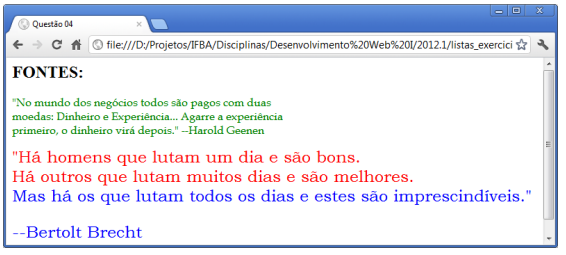 Questão 04
file:///D:/Projetos/IFBA/Disciplinas/Desenvolvimento%20Web%20I/2012.1/listas_exercici
FONTES:
"No mundo dos negócios todos são pagos com duas
moedas: Dinheiro e Experiência... Agarre a experiência
primeiro, o dinheiro virá depois." --Harold Geenen
"Há homens que lutam um dia e são bons.
Há outros que lutam muitos dias e são melhores.
Mas há os que lutam todos os dias e estes são imprescindíveis."
--Bertolt Brecht